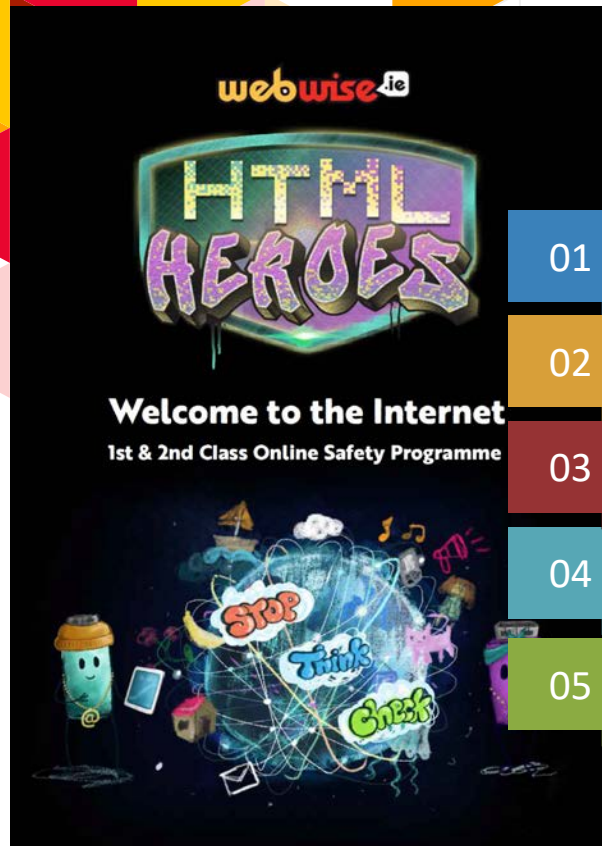 webwise.ie
HTML
HEROES
01
02
03
04
05
Welcome to the Internet
1st & 2nd Class Online Safety Programme
STOP
Think
Check
@